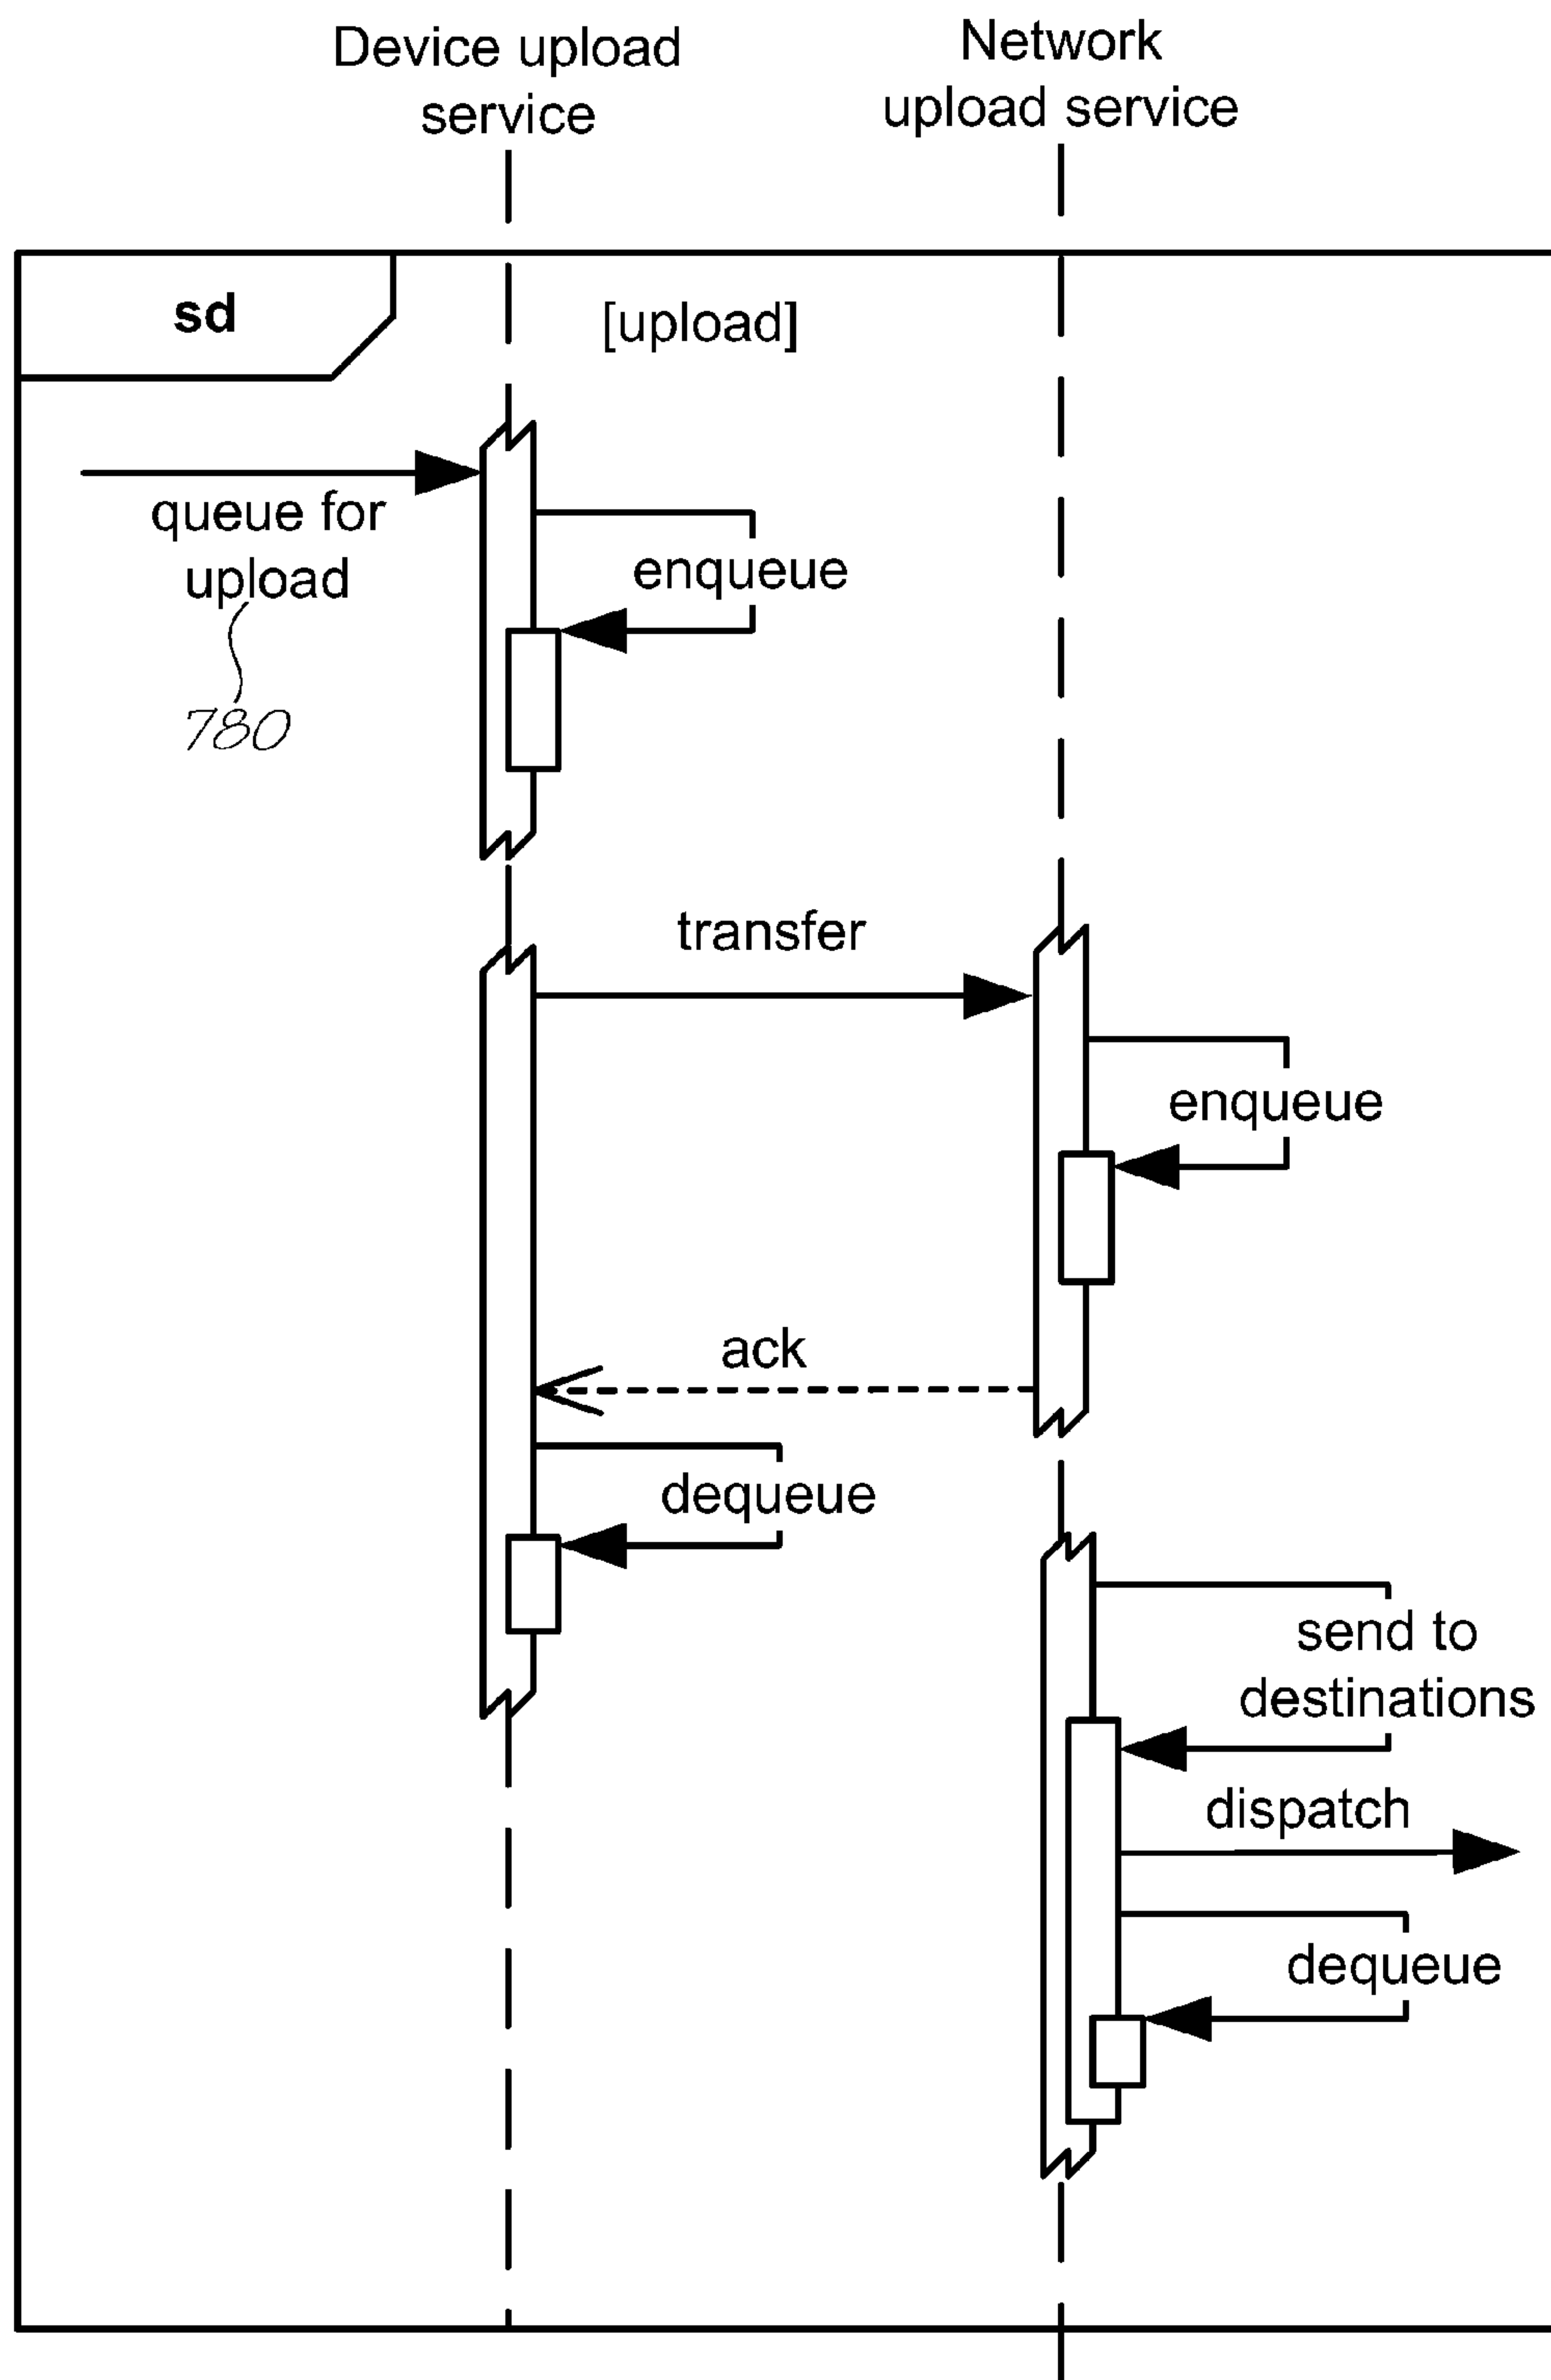 Device upload
service
Network
upload service
sd
[upload]
queue for
upload
780
enqueue
transfer
enqueue
ack
dequeue
send to
destinations
dispatch
dequeue